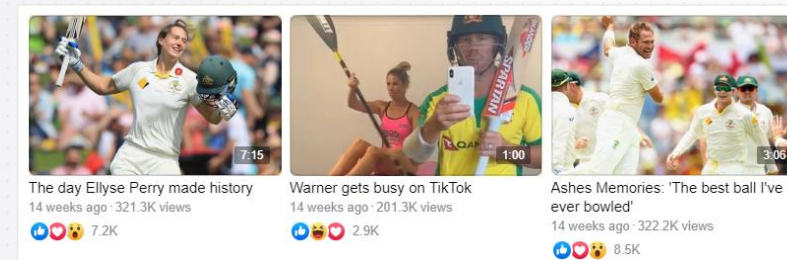 7:15
The day Ellyse Perry made history
14 weeks ago · 321.3K views
7.2K
SPARTAN
QAN
1:00
Warner gets busy on TikTok
14 weeks ago · 201.3K views
2.9K
3:06
Ashes Memories: 'The best ball I've
ever bowled'
14 weeks ago · 322.2K views
8.5K